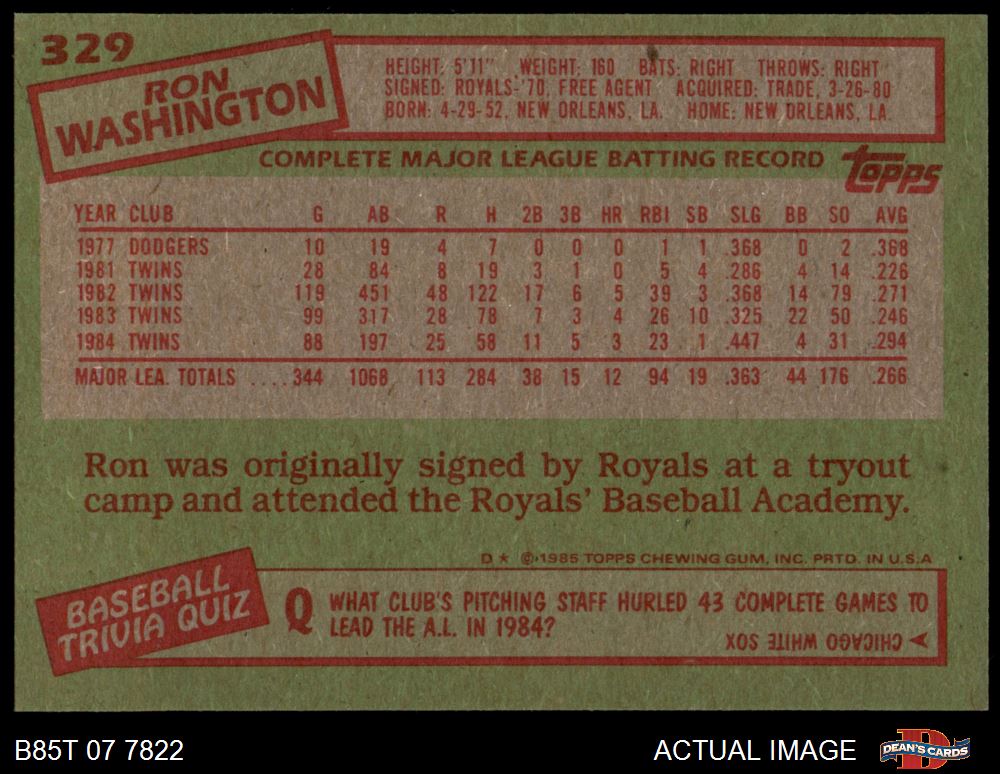 329
RON
WASHINGTON
HEIGHT: 5'11" WEIGHT: 160 BATS: RIGHT THROWS: RIGHT
SIGNED: ROYALS-'70, FREE AGENT ACQUIRED: TRADE, 3-26-80
BORN: 4-29-52, NEW ORLEANS, LA. HOME: NEW ORLEANS, LA.
COMPLETE MAJOR LEAGUE BATTING RECORD
topps
YEAR CLUB G AB R H 2B 3B HR RBI SB SLG BB SO AVG
1977 DODGERS 10 19 4 7 0 0 0 1 1 .368 0 2 .368
1981 TWINS 28 84 8 19 3 1 0 5 4 .286 4 14 .226
1982 TWINS 119 451 48 122 17 6 5 39 3 .368 14 79 .271
1983 TWINS 99 317 28 78 7 3 4 26 10 .325 22 50 .246
1984 TWINS 88 197 25 58 11 5 3 23 1 .447 4 31 .294
MAJOR LEA. TOTALS ....344 1068 113 284 38 15 12 94 19 .363 44 176 .266
Ron was originally signed by Royals at a tryout
camp and attended the Royals' Baseball Academy.
D * © 1985 TOPPS CHEWING GUM, INC. PRTD. IN U.S.A
BASEBALL
TRIVIA QUIZ
Q WHAT CLUB'S PITCHING STAFF HURLED 43 COMPLETE GAMES TO
LEAD THE A.L. IN 1984?
CHICAGO WHITE SOX
B85T 07 7822
ACTUAL IMAGE
D
DEAN'S CARDS